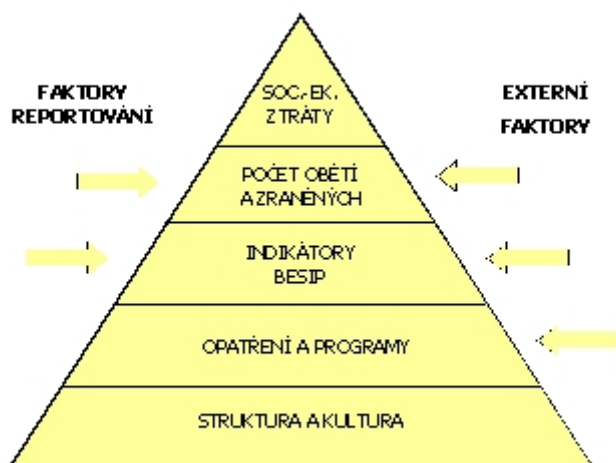 SOC.-EK.
ZTRÁTY
FAKTORY
REPORTOVÁNÍ
EXTERNÍ
FAKTORY
POČET OBĚTÍ
A ZRANĚNÝCH
INDIKÁTORY
BESIP
OPATŘENÍ A PROGRAMY
STRUKTURA A KULTURA